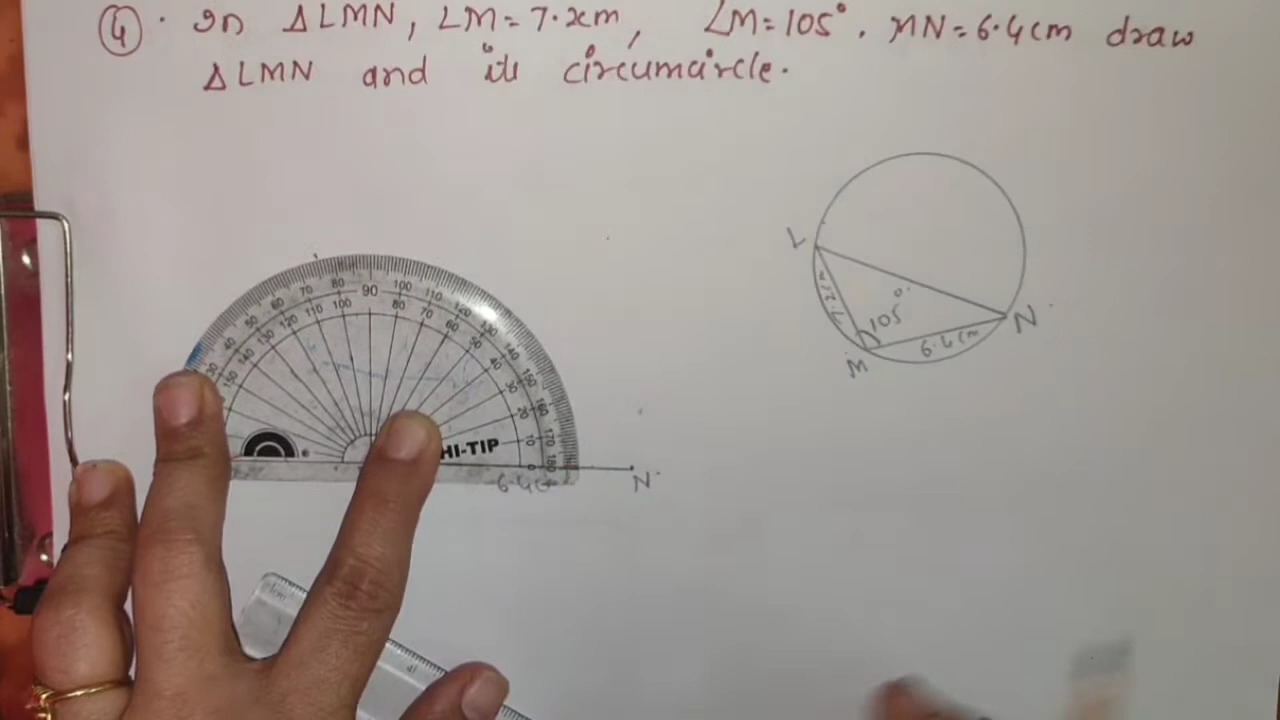 ④. In ΔLMN, LM = 7.2cm, ∠M = 105°. MN = 6.4cm draw
ΔLMN and its circumcircle.
L
7.2cm
105°
6.4cm
N
M
HI-TIP
6.4c
N